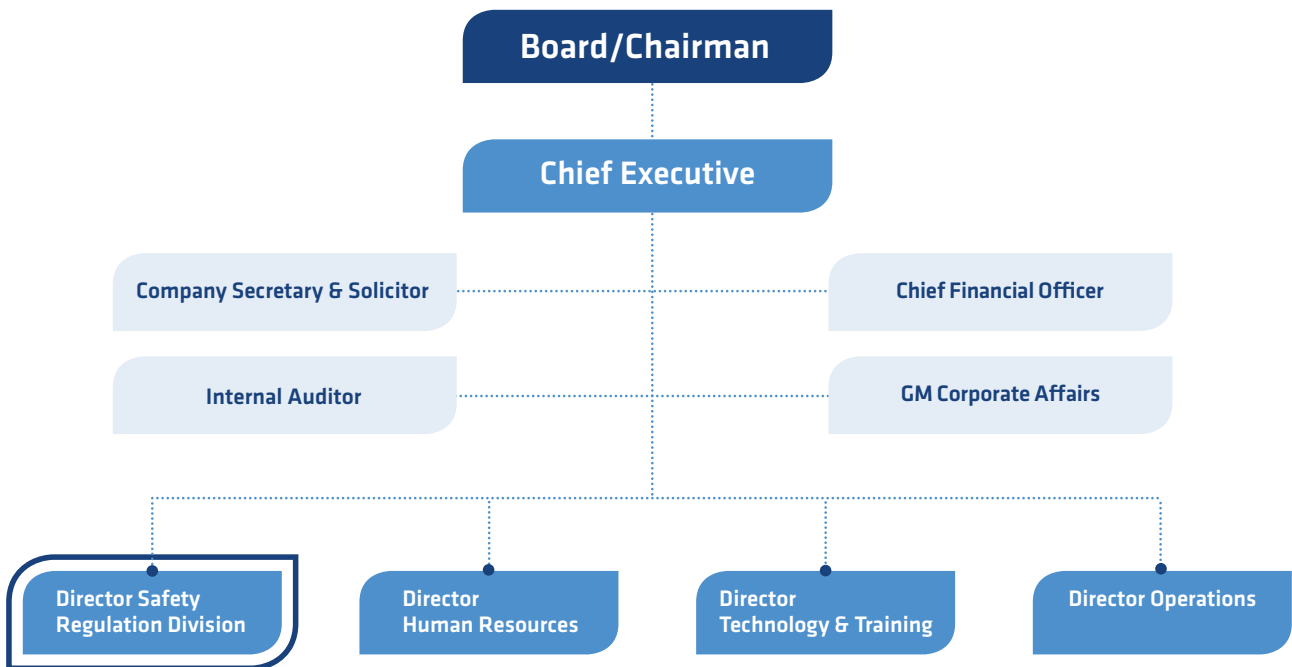 Board/Chairman
Chief Executive
Company Secretary & Solicitor
Chief Financial Officer
Internal Auditor
GM Corporate Affairs
Director Safety
Regulation Division
Director
Human Resources
Director
Technology & Training
Director Operations